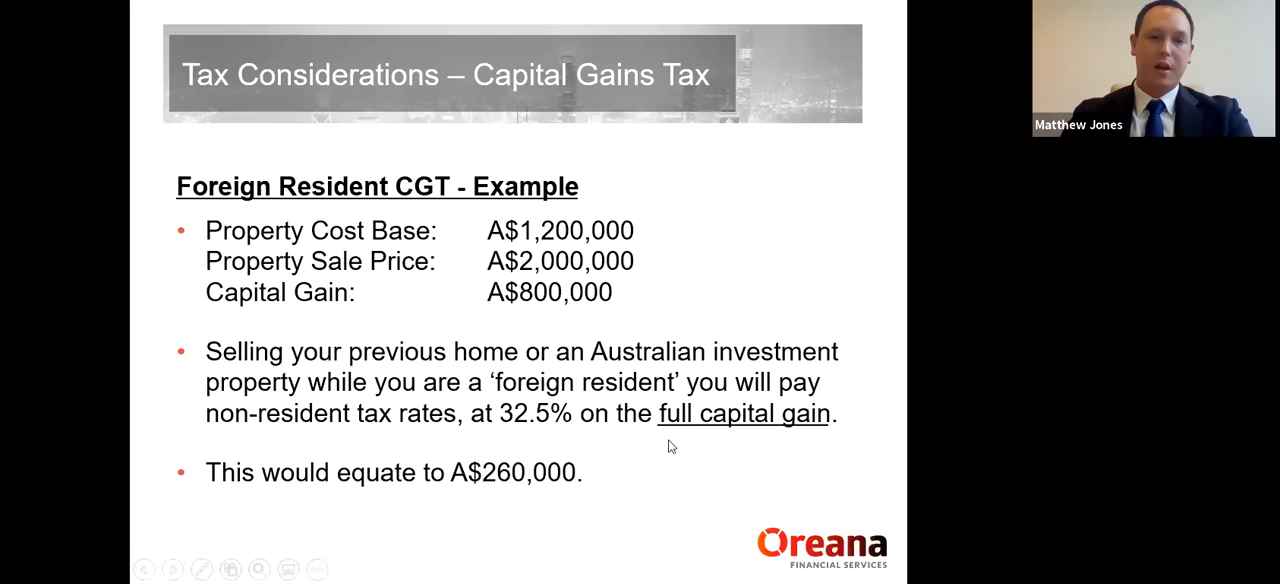 Tax Considerations – Capital Gains Tax
Matthew Jones
Foreign Resident CGT - Example
• Property Cost Base: A$1,200,000
Property Sale Price: A$2,000,000
Capital Gain: A$800,000
• Selling your previous home or an Australian investment
property while you are a ‘foreign resident’ you will pay
non-resident tax rates, at 32.5% on the full capital gain.
• This would equate to A$260,000.
Oreana
FINANCIAL SERVICES